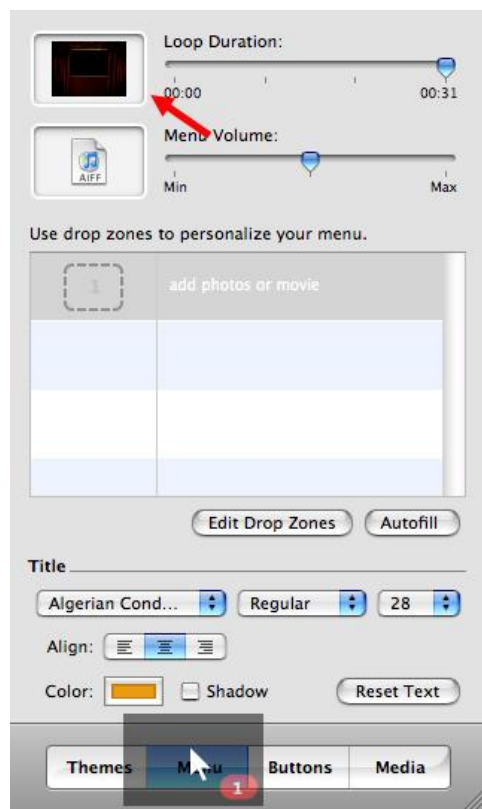 Loop Duration:
00:00 00:31
Menu Volume:
AIFF
Min Max
Use drop zones to personalize your menu.
1 add photos or movie
Edit Drop Zones Autofill
Title
Algerian Cond... Regular 28
Align:
Color: Shadow Reset Text
Themes Menu Buttons Media
1